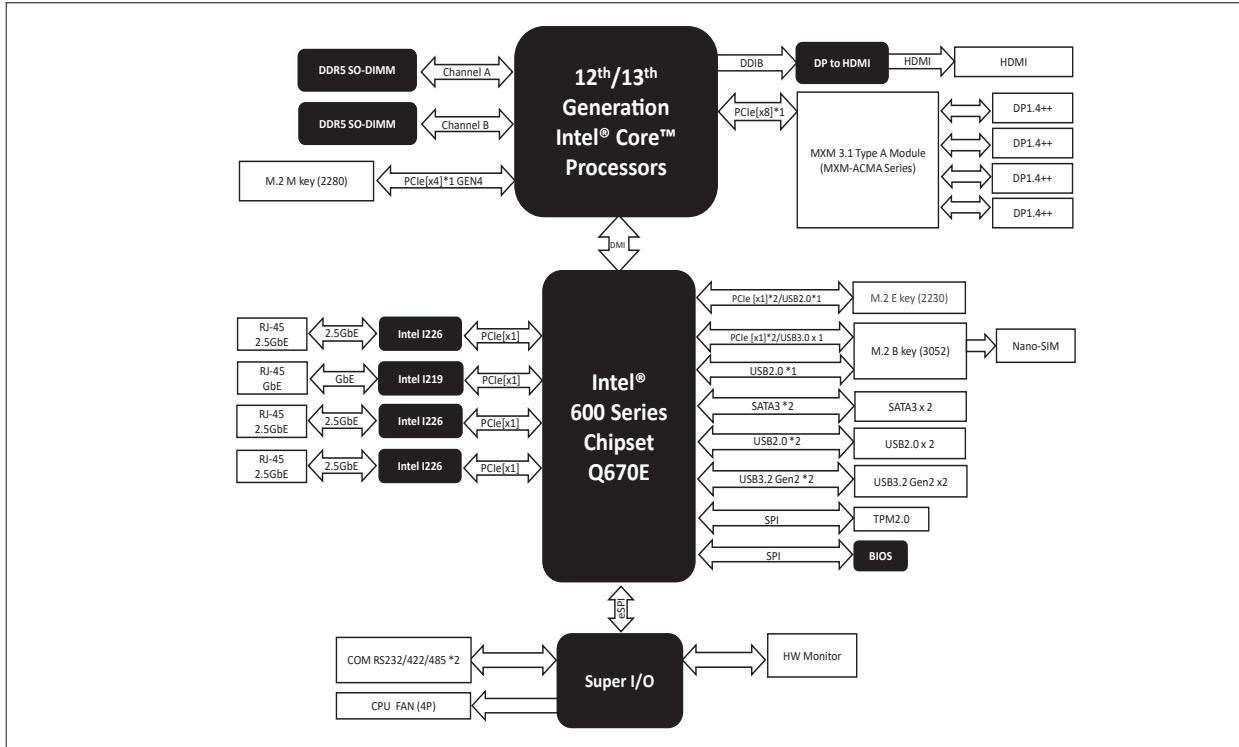 DDR5 SO-DIMM
Channel A
DDR5 SO-DIMM
Channel B
M.2 M key (2280)
PCIe[x4]*1 GEN4
12th/13th
Generation
Intel® Core™
Processors
DDIB
DP to HDMI
HDMI
HDMI
PCIe[x8]*1
MXM 3.1 Type A Module
(MXM-ACMA Series)
DP1.4++
DP1.4++
DP1.4++
DP1.4++
DMI
RJ-45
2.5GbE
2.5GbE
Intel I226
PCIe[x1]
RJ-45
GbE
GbE
Intel I219
PCIe[x1]
RJ-45
2.5GbE
2.5GbE
Intel I226
PCIe[x1]
RJ-45
2.5GbE
2.5GbE
Intel I226
PCIe[x1]
Intel®
600 Series
Chipset
Q670E
PCIe [x1]*2/USB2.0*1
M.2 E key (2230)
PCIe [x1]*2/USB3.0 x 1
USB2.0 *1
M.2 B key (3052)
Nano-SIM
SATA3 *2
SATA3 x 2
USB2.0 *2
USB2.0 x 2
USB3.2 Gen2 *2
USB3.2 Gen2 x2
SPI
TPM2.0
SPI
BIOS
eSPI
COM RS232/422/485 *2
CPU FAN (4P)
Super I/O
HW Monitor